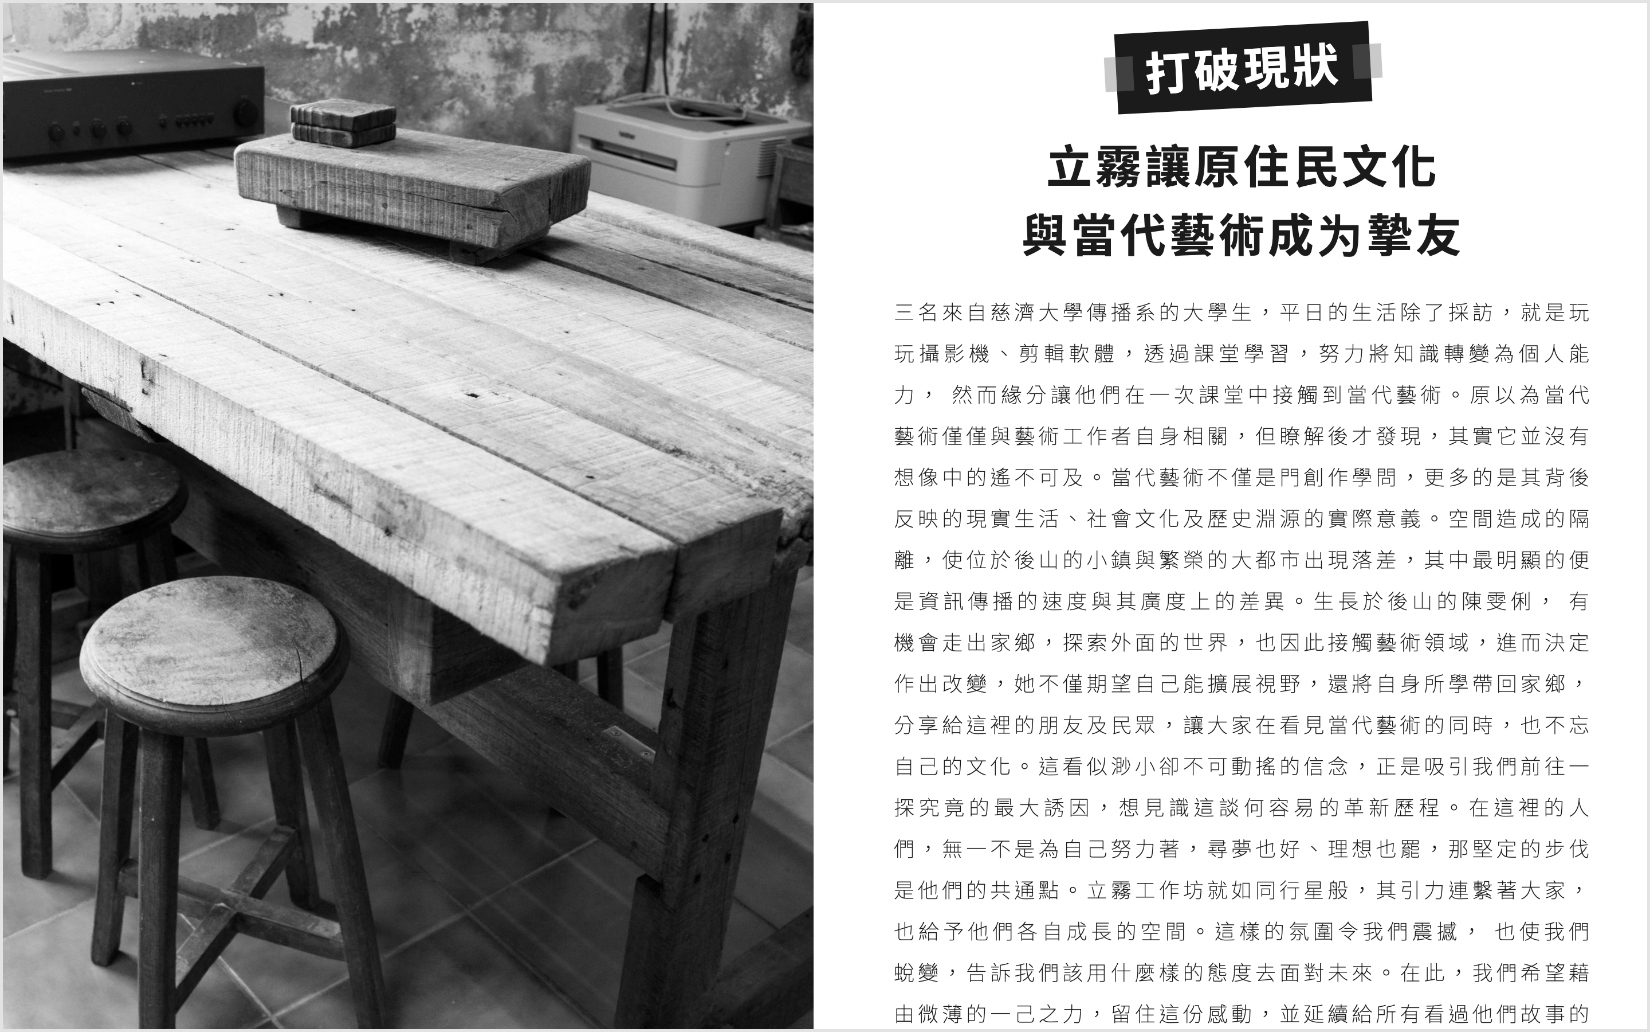 打破現狀
立霧讓原住民文化
與當代藝術成为摯友
三名來自慈濟大學傳播系的大學生，平日的生活除了採訪，就是玩
玩攝影機、剪輯軟體，透過課堂學習，努力將知識轉變為個人能
力， 然而緣分讓他們在一次課堂中接觸到當代藝術。原以為當代
藝術僅僅與藝術工作者自身相關，但瞭解後才發現，其實它並沒有
想像中的遙不可及。當代藝術不僅是門創作學問，更多的是其背後
反映的現實生活、社會文化及歷史淵源的實際意義。空間造成的隔
離，使位於後山的小鎮與繁榮的大都市出現落差，其中最明顯的便
是資訊傳播的速度與其廣度上的差異。生長於後山的陳雯俐， 有
機會走出家鄉，探索外面的世界，也因此接觸藝術領域，進而決定
作出改變，她不僅期望自己能擴展視野，還將自身所學帶回家鄉，
分享給這裡的朋友及民眾，讓大家在看見當代藝術的同時，也不忘
自己的文化。這看似渺小卻不可動搖的信念，正是吸引我們前往一
探究竟的最大誘因，想見識這談何容易的革新歷程。在這裡的人
們，無一不是為自己努力著，尋夢也好、理想也罷，那堅定的步伐
是他們的共通點。立霧工作坊就如同行星般，其引力連繫著大家，
也給予他們各自成長的空間。這樣的氛圍令我們震撼， 也使我們
蛻變，告訴我們該用什麼樣的態度去面對未來。在此，我們希望藉
由微薄的一己之力，留住這份感動，並延續給所有看過他們故事的